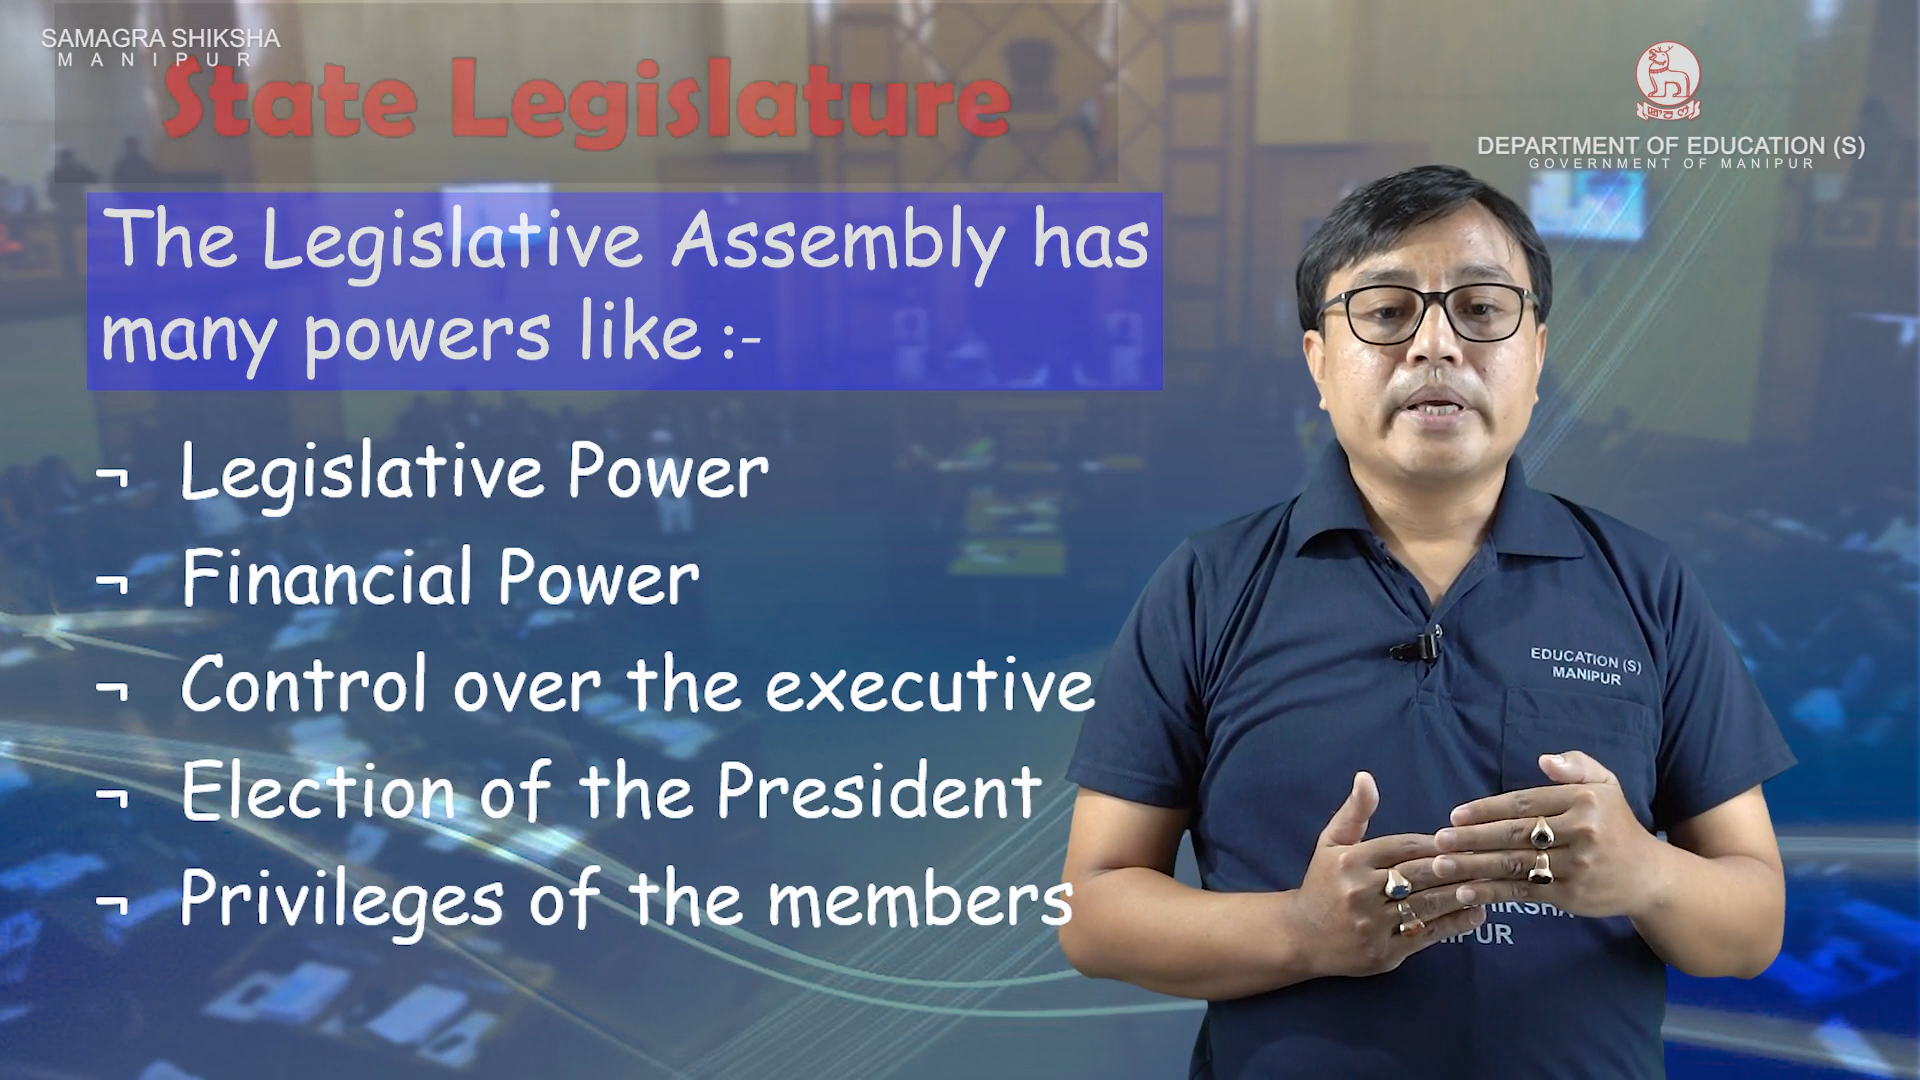 SAMAGRA SHIKSHA
MANIPUR
State Legislature
DEPARTMENT OF EDUCATION (S)
GOVERNMENT OF MANIPUR
The Legislative Assembly has
many powers like :-
¬ Legislative Power
¬ Financial Power
¬ Control over the executive
¬ Election of the President
¬ Privileges of the members
EDUCATION (S)
MANIPUR